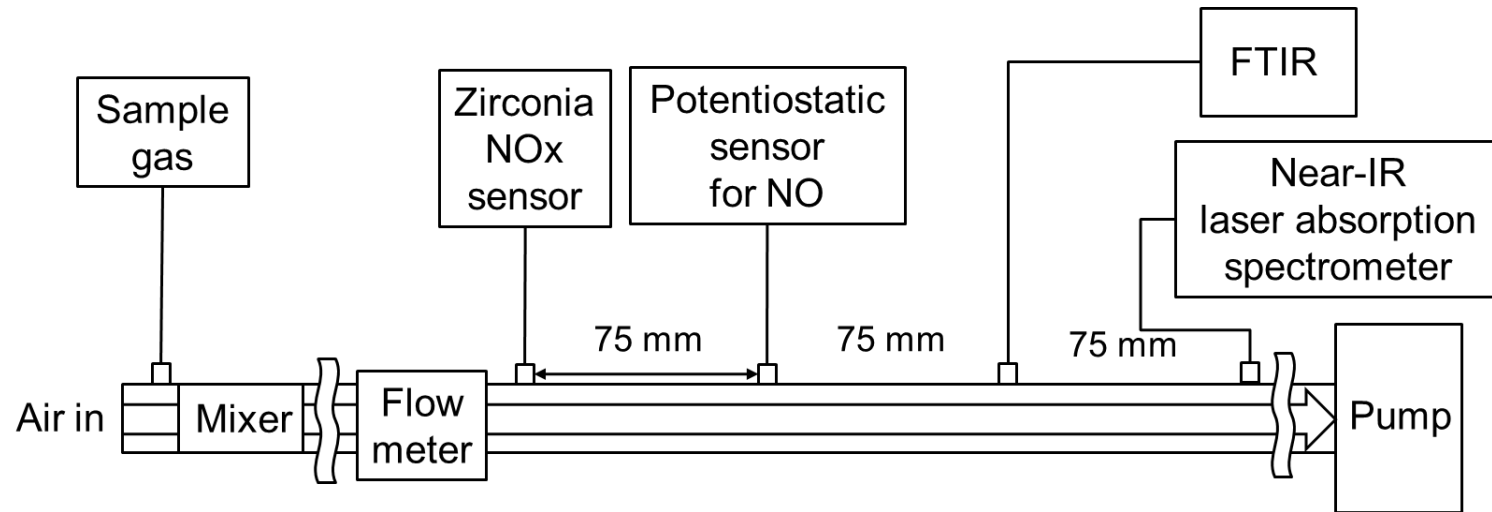 Sample
gas
Zirconia
NOx
sensor
Potentiostatic
sensor
for NO
FTIR
Near-IR
laser absorption
spectrometer
75 mm
75 mm
75 mm
Air in
Mixer
Flow
meter
Pump